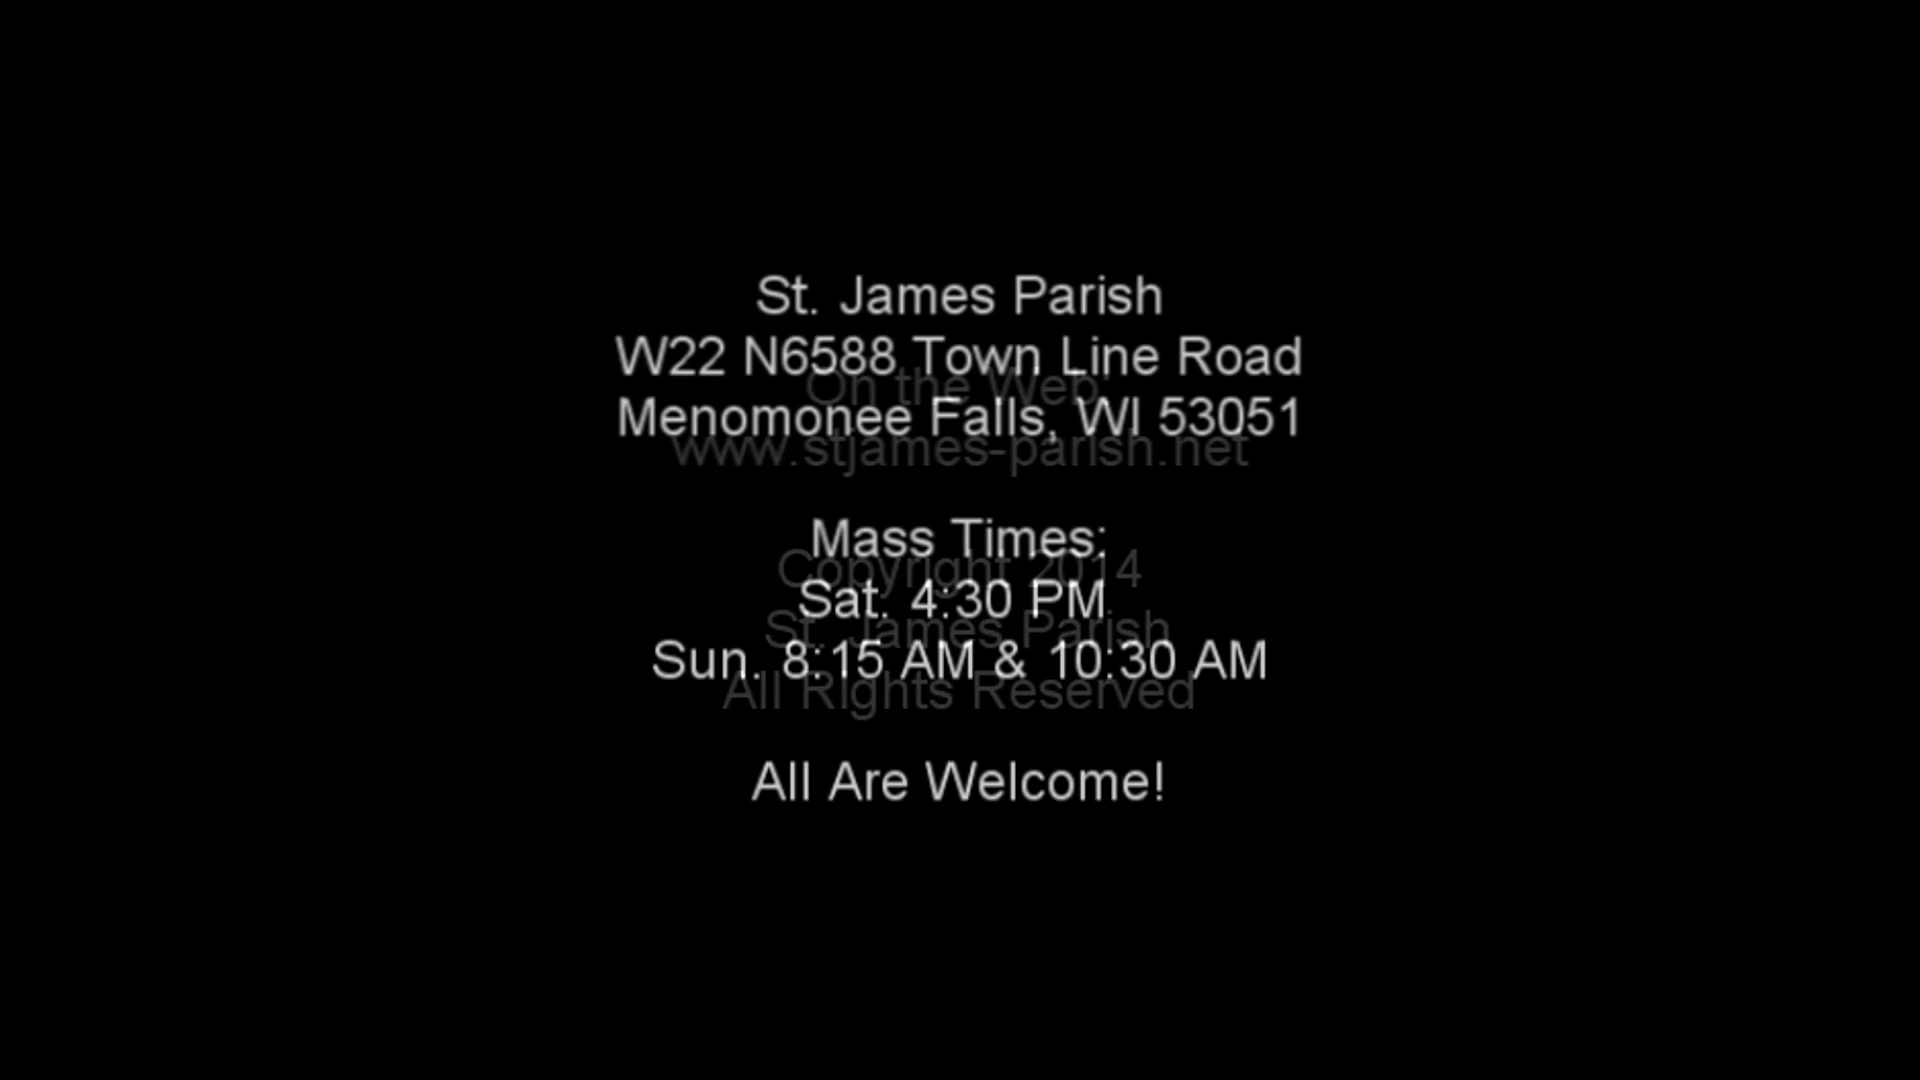 St. James Parish
W22 N6588 Town Line Road
Menomonee Falls, WI 53051
Mass Times:
Sat. 4:30 PM
Sun. 8:15 AM & 10:30 AM
All Are Welcome!
On the Web:
www.stjames-parish.net
Copyright 2014
St. James Parish
All Rights Reserved